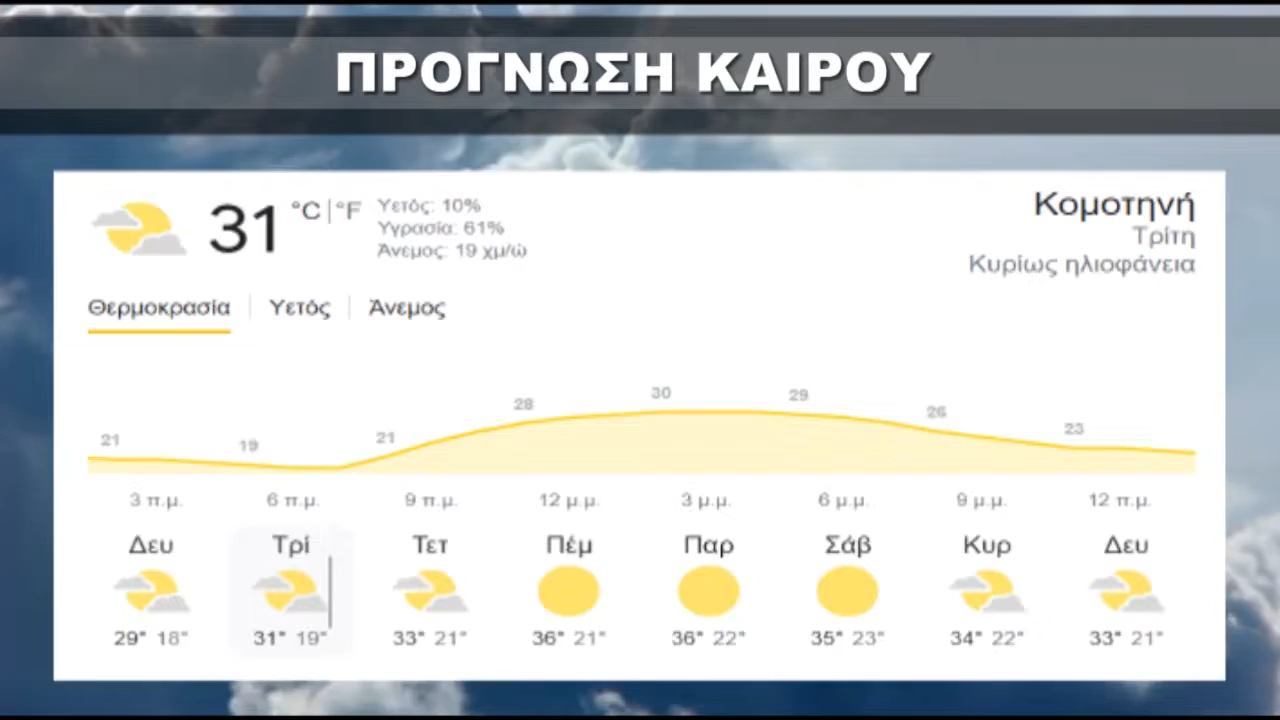 ΠΡΟΓΝΩΣΗ ΚΑΙΡΟΥ
31 °C | °F
Υετός: 10%
Υγρασία: 61%
Άνεμος: 19 χμ/ώ
Κομοτηνή
Τρίτη
Κυρίως ηλιοφάνεια
Θερμοκρασία | Υετός | Άνεμος
21 19 21 28 30 29 26 23
3 π.μ. 6 π.μ. 9 π.μ. 12 μ.μ. 3 μ.μ. 6 μ.μ. 9 μ.μ. 12 π.μ.
Δευ Τρί Τετ Πέμ Παρ Σάβ Κυρ Δευ
29° 18° 31° 19° 33° 21° 36° 21° 36° 22° 35° 23° 34° 22° 33° 21°